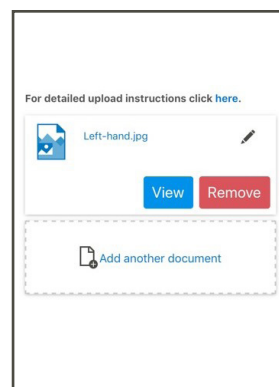 For detailed upload instructions click here.
Left-hand.jpg
View Remove
Add another document